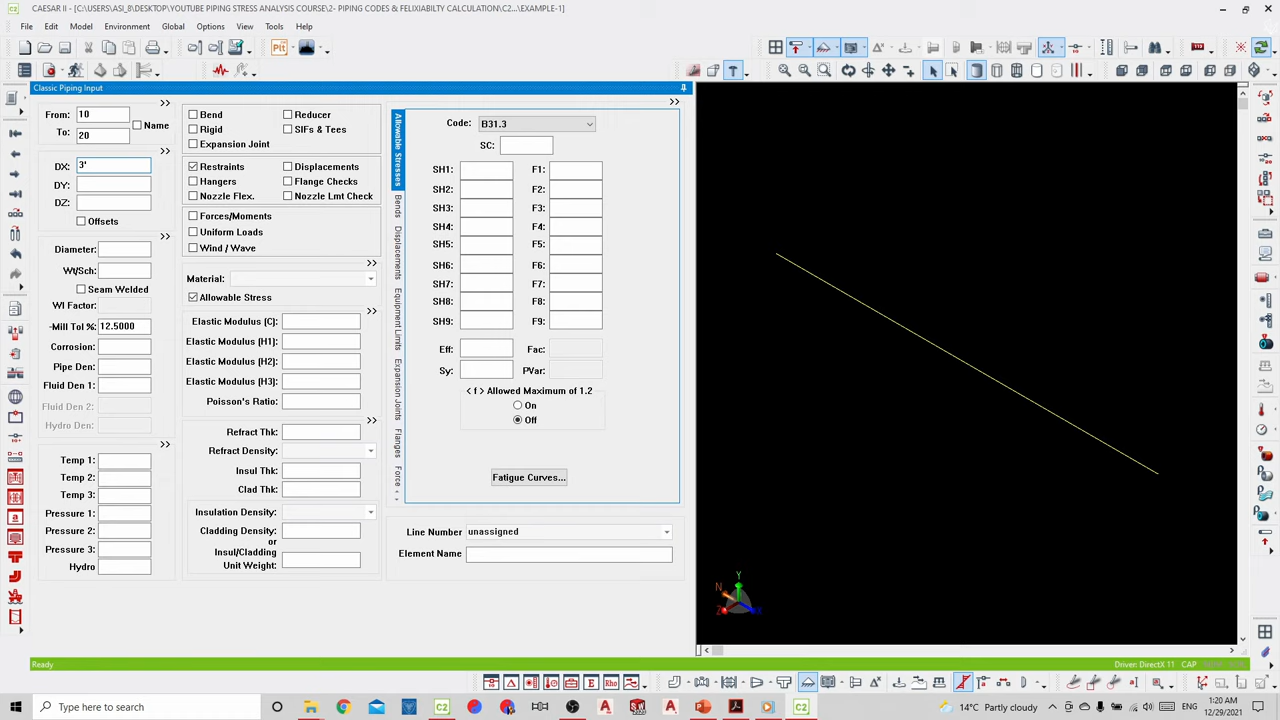 CAESAR II - [C:\USERS\ASI_8\DESKTOP\YOUTUBE PIPING STRESS ANALYSIS COURSE\2- PIPING CODES & FELIXIABILTY CALCULATION\C2...\EXAMPLE-1]
File Edit Model Environment Global Options View Tools Help
Classic Piping Input
From: 10
To: 20
Name
DX: 3'
DY:
DZ:
Offsets
Diameter:
Wt/Sch:
Seam Welded
WI Factor:
-Mill Tol %: 12.5000
Corrosion:
Pipe Den:
Fluid Den 1:
Fluid Den 2:
Hydro Den:
Temp 1:
Temp 2:
Temp 3:
Pressure 1:
Pressure 2:
Pressure 3:
Hydro
Bend Reducer
Rigid SIFs & Tees
Expansion Joint
Restraints Displacements
Hangers Flange Checks
Nozzle Flex. Nozzle Lmt Check
Forces/Moments
Uniform Loads
Wind / Wave
Material:
Allowable Stress
Elastic Modulus (C):
Elastic Modulus (H1):
Elastic Modulus (H2):
Elastic Modulus (H3):
Poisson's Ratio:
Refract Thk:
Refract Density:
Insul Thk:
Clad Thk:
Insulation Density:
Cladding Density:
or
Insul/Cladding
Unit Weight:
Allowable Stresses
Bends
Displacements
Equipment Limits
Expansion Joints
Flanges
Force
Code: B31.3
SC:
SH1: F1:
SH2: F2:
SH3: F3:
SH4: F4:
SH5: F5:
SH6: F6:
SH7: F7:
SH8: F8:
SH9: F9:
Eff: Fac:
Sy: PVar:
< f > Allowed Maximum of 1.2
On
Off
Fatigue Curves...
Line Number unassigned
Element Name
Y
N
Z X
Ready Driver: DirectX 11 CAP
Type here to search
14°C Partly cloudy
1:20 AM
12/29/2021